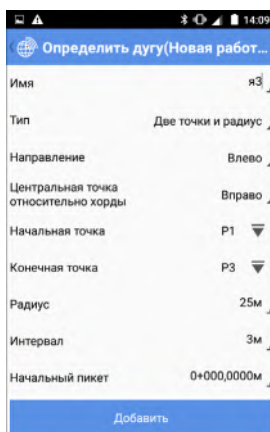 14:09
Определить дугу(Новая работ...
Имя я3
Тип Две точки и радиус
Направление Влево
Центральная точка
относительно хорды Вправо
Начальная точка P1
Конечная точка P3
Радиус 25м
Интервал 3м
Начальный пикет 0+000,0000м
Добавить